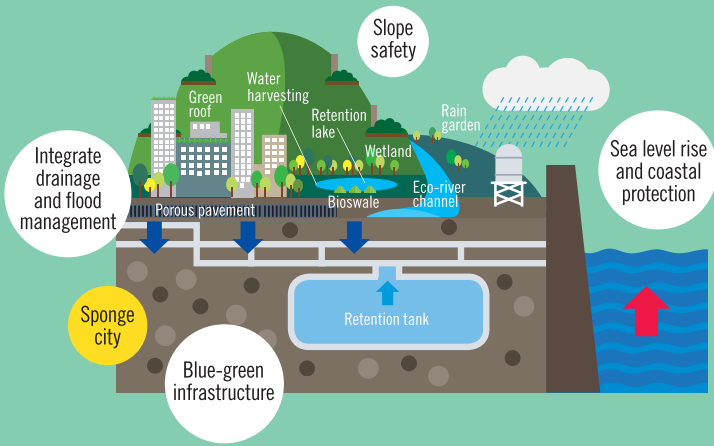 Slope
safety
Water
harvesting
Green
roof
Retention
lake
Rain
garden
Wetland
Integrate
drainage
and flood
management
Sea level rise
and coastal
protection
Eco-river
channel
Bioswale
Porous pavement
Sponge
city
Retention tank
Blue-green
infrastructure